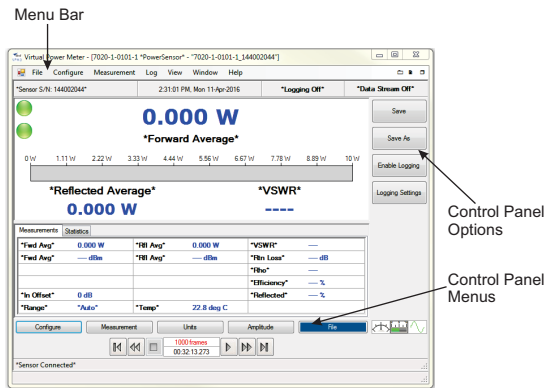 Menu Bar
Virtual Power Meter - [7020-1-0101-1 *PowerSensor* - "7020-1-0101-1_144002044"]
File Configure Measurement Log View Window Help
*Sensor S/N: 144002044* 2:31:01 PM, Mon 11-Apr-2016 *Logging Off* *Data Stream Off*
0.000 W
*Forward Average*
0 W 1.11 W 2.22 W 3.33 W 4.44 W 5.56 W 6.67 W 7.78 W 8.89 W 10 W
*Reflected Average* *VSWR*
0.000 W ----
Save
Save As
Enable Logging
Logging Settings
Control Panel
Options
Measurements Statistics
*Fwd Avg* 0.000 W *Rfl Avg* 0.000 W *VSWR* ----
*Fwd Avg* ---- dBm *Rfl Avg* ---- dBm *Rtn Loss* ---- dB
*Rho* ----
*Efficiency* ---- %
*In Offset* 0 dB *Reflected* ---- %
*Range* *Auto* *Temp* 22.8 deg C
Control Panel
Menus
Configure Measurement Units Amplitude File
1000 frames
00:32:13.273
*Sensor Connected*